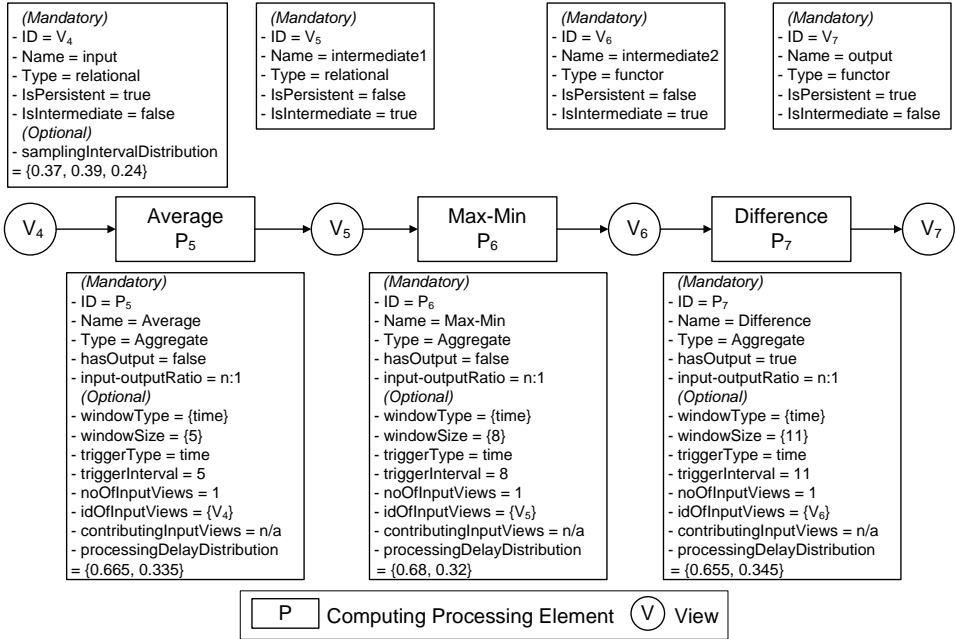 (Mandatory)
- ID = V₄
- Name = input
- Type = relational
- IsPersistent = true
- IsIntermediate = false
(Optional)
- samplingIntervalDistribution
= {0.37, 0.39, 0.24}
(Mandatory)
- ID = V₅
- Name = intermediate1
- Type = relational
- IsPersistent = false
- IsIntermediate = true
(Mandatory)
- ID = V₆
- Name = intermediate2
- Type = functor
- IsPersistent = false
- IsIntermediate = true
(Mandatory)
- ID = V₇
- Name = output
- Type = functor
- IsPersistent = true
- IsIntermediate = false
V₄
Average
P₅
V₅
Max-Min
P₆
V₆
Difference
P₇
V₇
(Mandatory)
- ID = P₅
- Name = Average
- Type = Aggregate
- hasOutput = false
- input-outputRatio = n:1
(Optional)
- windowType = {time}
- windowSize = {5}
- triggerType = time
- triggerInterval = 5
- noOfInputViews = 1
- idOfInputViews = {V₄}
- contributingInputViews = n/a
- processingDelayDistribution
= {0.665, 0.335}
(Mandatory)
- ID = P₆
- Name = Max-Min
- Type = Aggregate
- hasOutput = false
- input-outputRatio = n:1
(Optional)
- windowType = {time}
- windowSize = {8}
- triggerType = time
- triggerInterval = 8
- noOfInputViews = 1
- idOfInputViews = {V₅}
- contributingInputViews = n/a
- processingDelayDistribution
= {0.68, 0.32}
(Mandatory)
- ID = P₇
- Name = Difference
- Type = Aggregate
- hasOutput = true
- input-outputRatio = n:1
(Optional)
- windowType = {time}
- windowSize = {11}
- triggerType = time
- triggerInterval = 11
- noOfInputViews = 1
- idOfInputViews = {V₆}
- contributingInputViews = n/a
- processingDelayDistribution
= {0.655, 0.345}
P Computing Processing Element V View